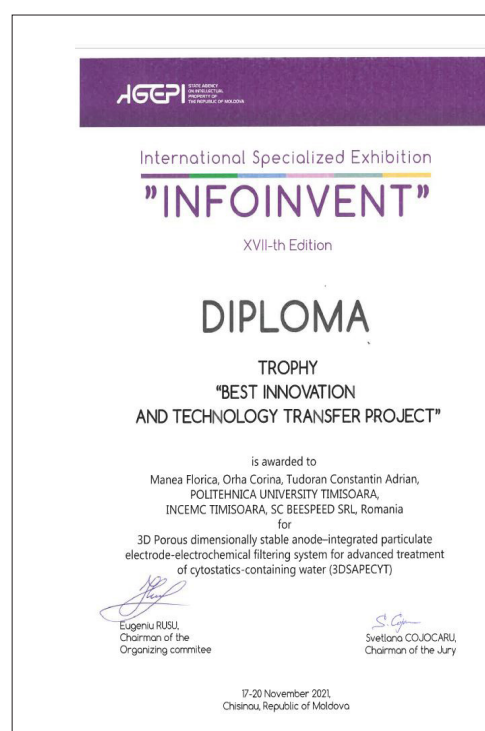 AGEPI
STATE AGENCY
ON INTELLECTUAL
PROPERTY OF
THE REPUBLIC OF MOLDOVA
International Specialized Exhibition
"INFOINVENT"
XVII-th Edition
DIPLOMA
TROPHY
"BEST INNOVATION
AND TECHNOLOGY TRANSFER PROJECT"
is awarded to
Manea Florica, Orha Corina, Tudoran Constantin Adrian,
POLITEHNICA UNIVERSITY TIMISOARA,
INCEMC TIMISOARA, SC BEESPEED SRL, Romania
for
3D Porous dimensionally stable anode–integrated particulate
electrode-electrochemical filtering system for advanced treatment
of cytostatics-containing water (3DSAPECYT)
Eugeniu RUSU,
Chairman of the
Organizing commitee
Svetlana COJOCARU,
Chairman of the Jury
17-20 November 2021,
Chisinau, Republic of Moldova